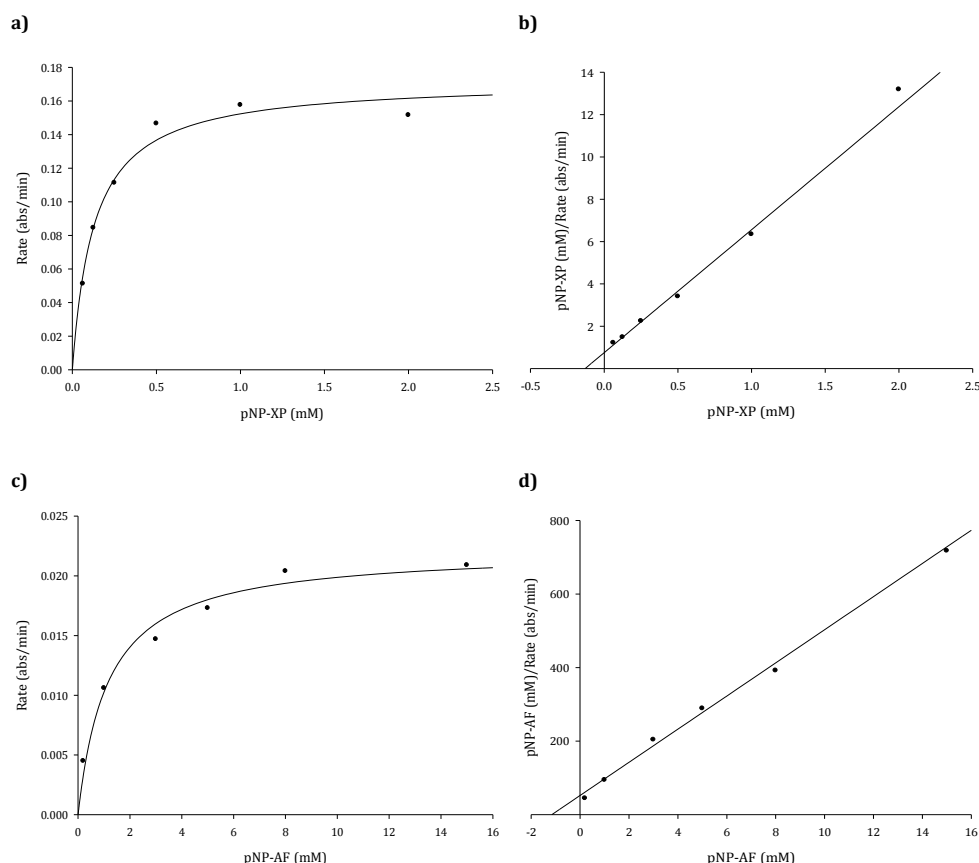 a)
0.18
0.16
0.14
0.12
0.10
0.08
0.06
0.04
0.02
0.00
Rate (abs/min)
0.0 0.5 1.0 1.5 2.0 2.5
pNP-XP (mM)
b)
14
12
10
8
6
4
2
pNP-XP (mM)/Rate (abs/min)
-0.5 0.0 0.5 1.0 1.5 2.0 2.5
pNP-XP (mM)
c)
0.025
0.020
0.015
0.010
0.005
0.000
Rate (abs/min)
0 2 4 6 8 10 12 14 16
pNP-AF (mM)
d)
800
600
400
200
pNP-AF (mM)/Rate (abs/min)
-2 0 2 4 6 8 10 12 14 16
pNP-AF (mM)